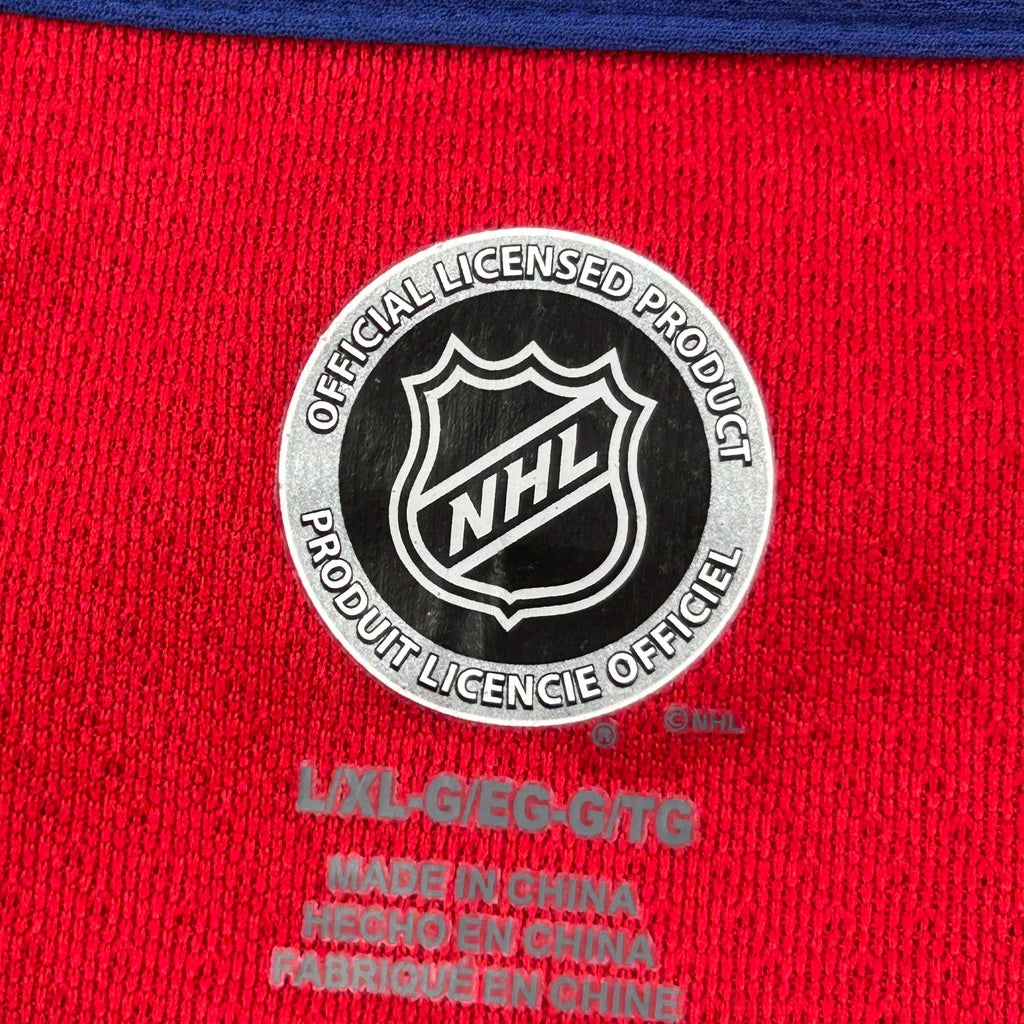 OFFICIAL LICENSED PRODUCT
NHL
PRODUIT LICENCIE OFFICIEL
® ©NHL
L/XL-G/EG-G/TG
MADE IN CHINA
HECHO EN CHINA
FABRIQUÉ EN CHINE